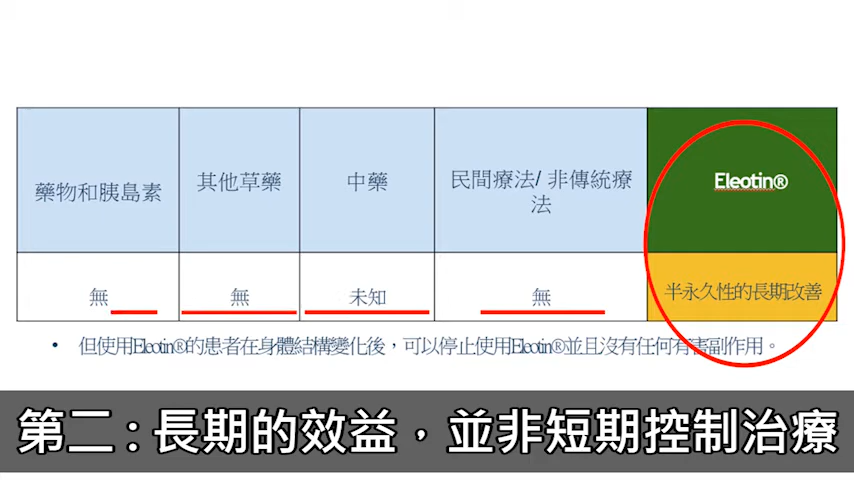 藥物和胰島素
其他草藥
中藥
民間療法/ 非傳統療
法
Eleotin®
無
無
未知
無
半永久性的長期改善
• 但使用Eleotin®的患者在身體結構變化後，可以停止使用Eleotin®並且沒有任何有害副作用。
第二：長期的效益，並非短期控制治療